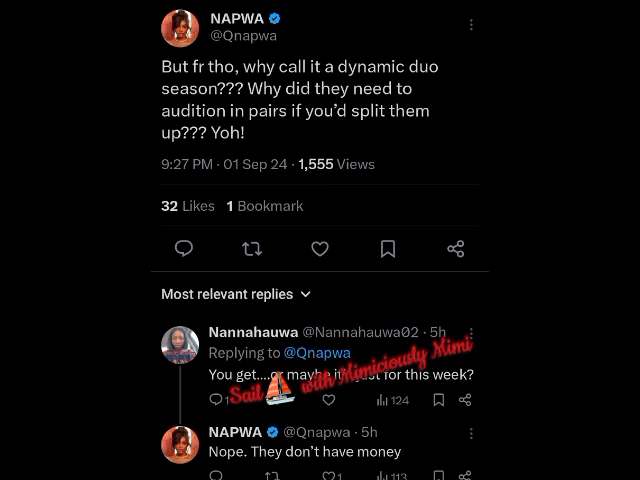 NAPWA
@Qnapwa
But fr tho, why call it a dynamic duo
season??? Why did they need to
audition in pairs if you'd split them
up??? Yoh!
9:27 PM · 01 Sep 24 · 1,555 Views
32 Likes 1 Bookmark
Most relevant replies
Nannahauwa @Nannahauwa02 · 5h
Replying to @Qnapwa
You get....or maybe it just for this week?
Sail with Mimiciously Mimi
1 124
NAPWA @Qnapwa · 5h
Nope. They don't have money
1 113